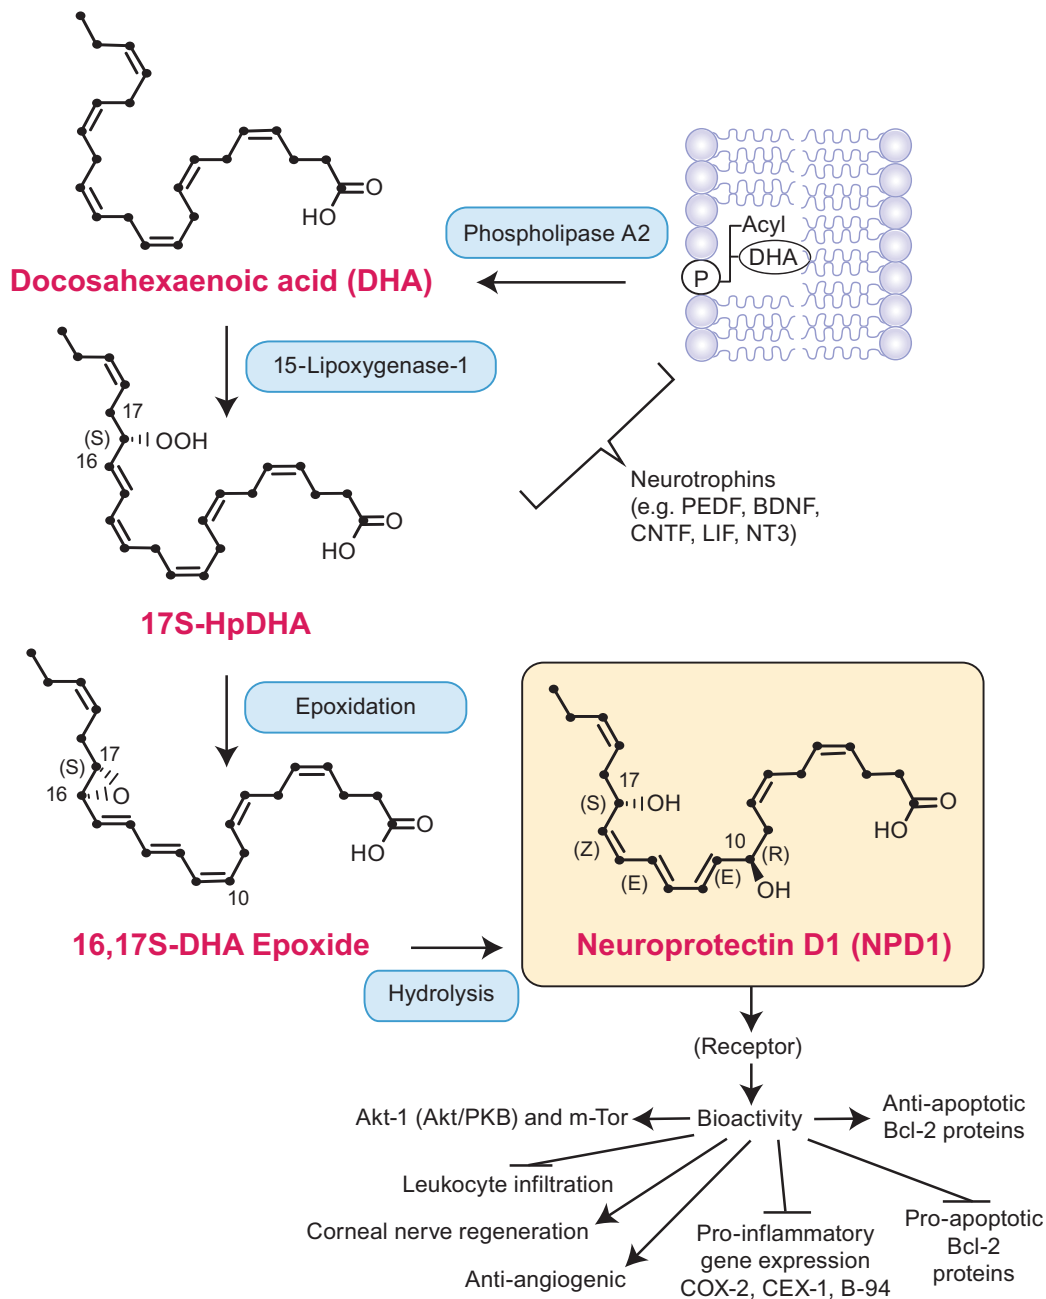 O
HO
Docosahexaenoic acid (DHA)
Phospholipase A2
Acyl
DHA
P
15-Lipoxygenase-1
17
(S)
OOH
16
O
HO
Neurotrophins
(e.g. PEDF, BDNF,
CNTF, LIF, NT3)
17S-HpDHA
Epoxidation
17
(S)
16
O
O
HO
10
16,17S-DHA Epoxide
Hydrolysis
17
(S)
OH
(Z)
(E)
(E)
10
(R)
OH
O
HO
Neuroprotectin D1 (NPD1)
(Receptor)
Akt-1 (Akt/PKB) and m-Tor
Bioactivity
Anti-apoptotic
Bcl-2 proteins
Leukocyte infiltration
Corneal nerve regeneration
Anti-angiogenic
Pro-inflammatory
gene expression
COX-2, CEX-1, B-94
Pro-apoptotic
Bcl-2
proteins